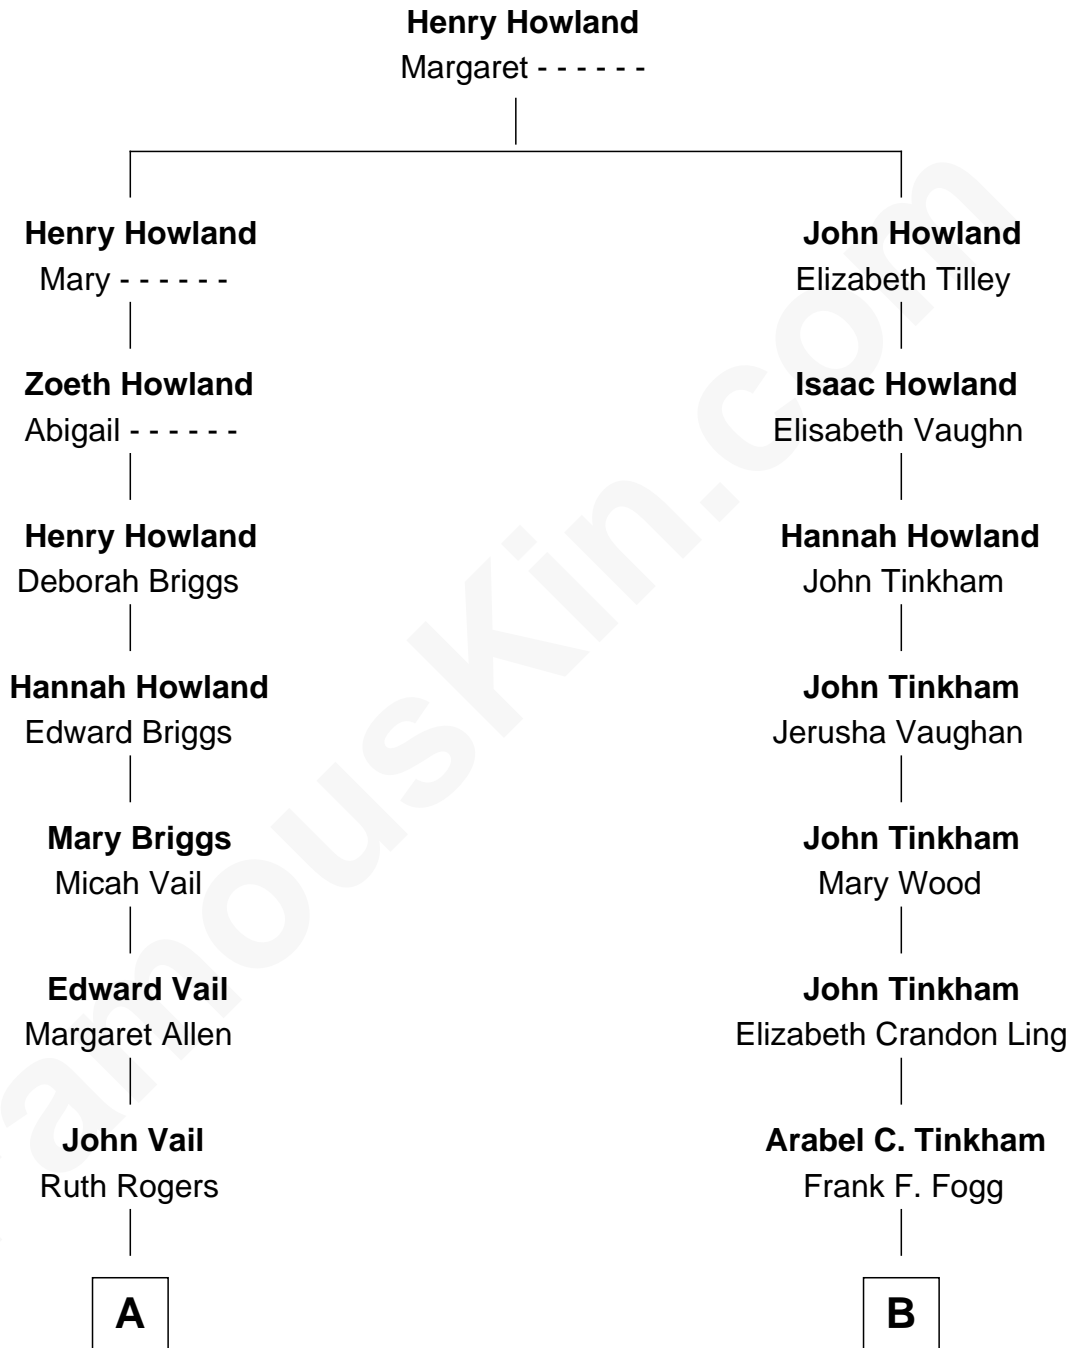 Henry Howland
Margaret - - - - - -
Henry Howland
Mary - - - - - -
John Howland
Elizabeth Tilley
Zoeth Howland
Abigail - - - - - -
Isaac Howland
Elisabeth Vaughn
Henry Howland
Deborah Briggs
Hannah Howland
John Tinkham
Hannah Howland
Edward Briggs
John Tinkham
Jerusha Vaughan
Mary Briggs
Micah Vail
John Tinkham
Mary Wood
Edward Vail
Margaret Allen
John Tinkham
Elizabeth Crandon Ling
John Vail
Ruth Rogers
Arabel C. Tinkham
Frank F. Fogg
A
B
amouskin.com